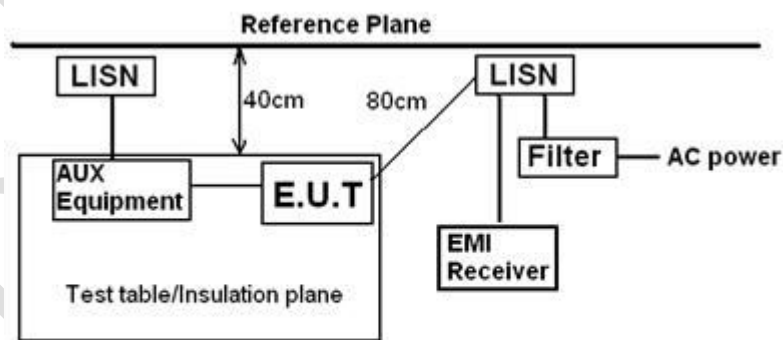 Reference Plane
LISN
40cm
80cm
LISN
Filter
AC power
AUX
Equipment
E.U.T
EMI
Receiver
Test table/Insulation plane